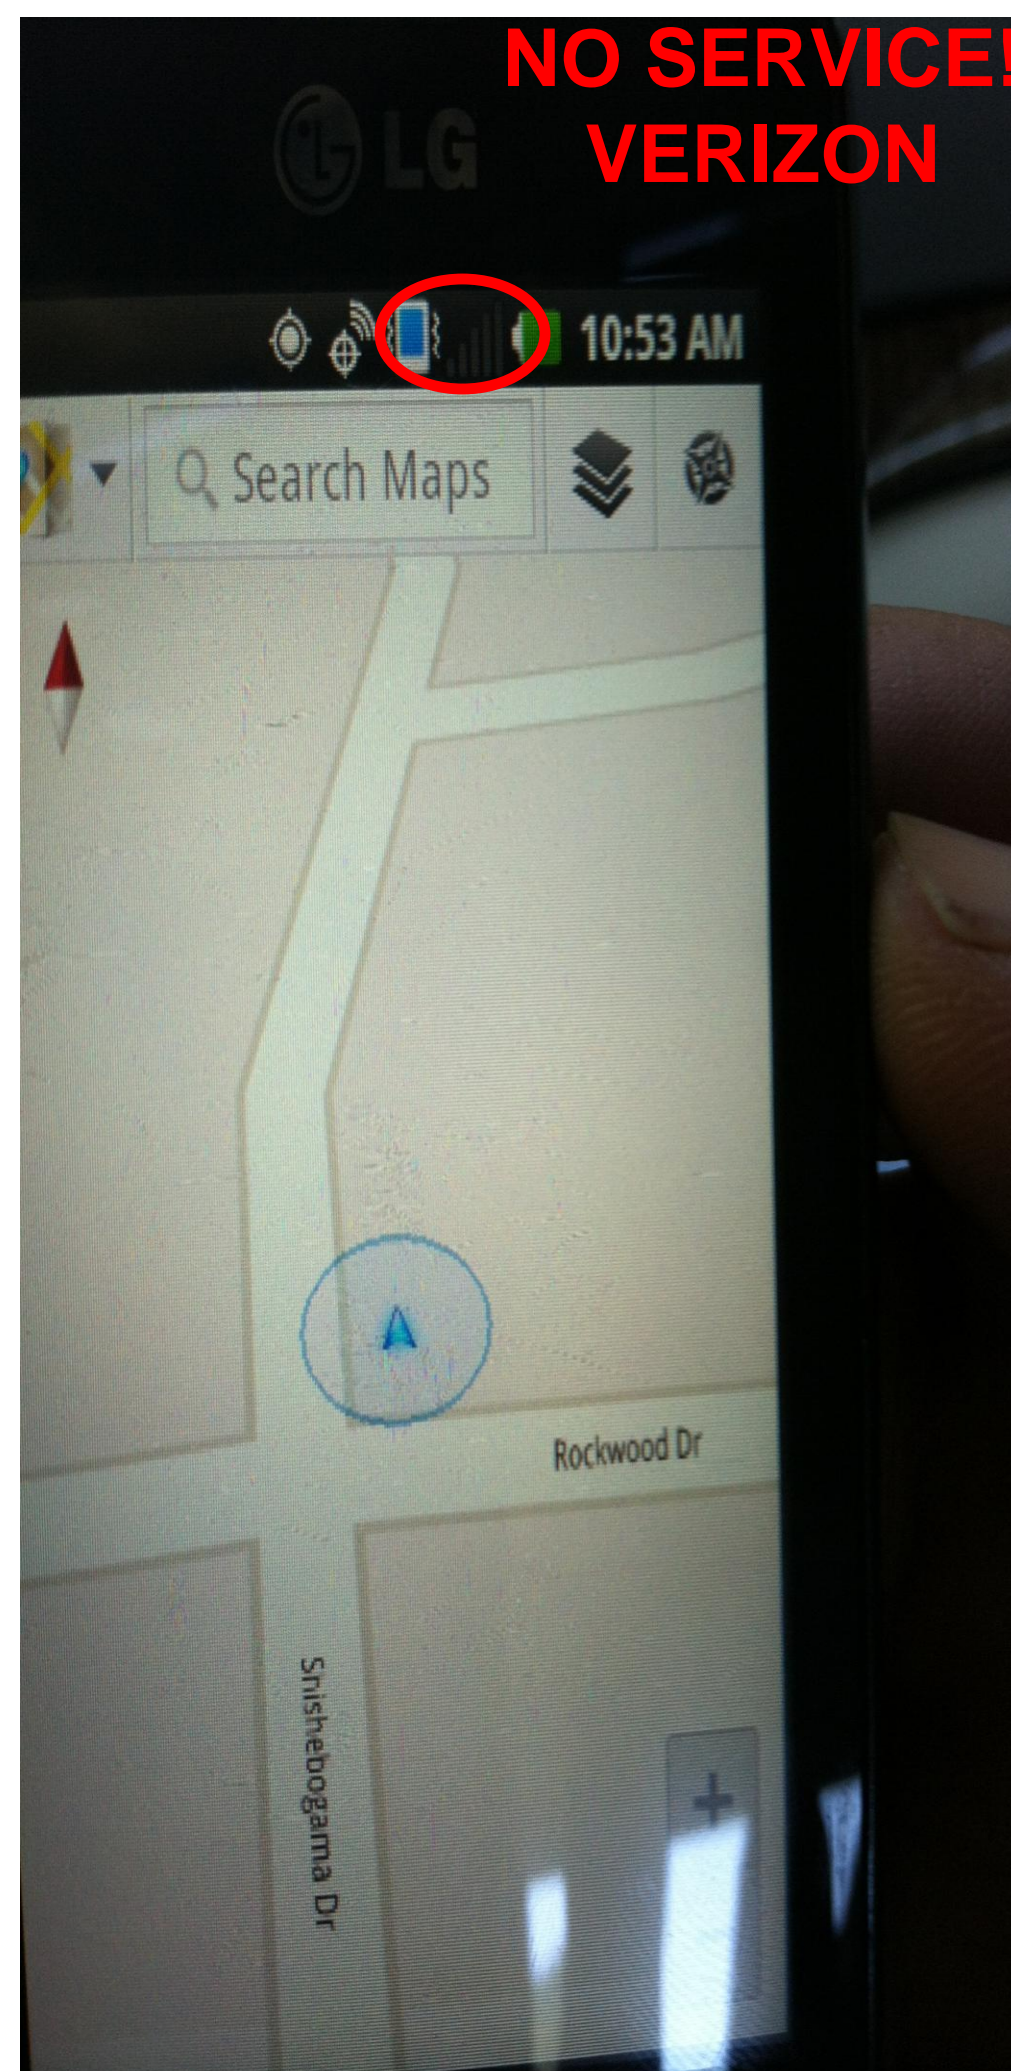 NO SERVICE!
VERIZON
LG
10:53 AM
Search Maps
Rockwood Dr
Snishebogama Dr
+